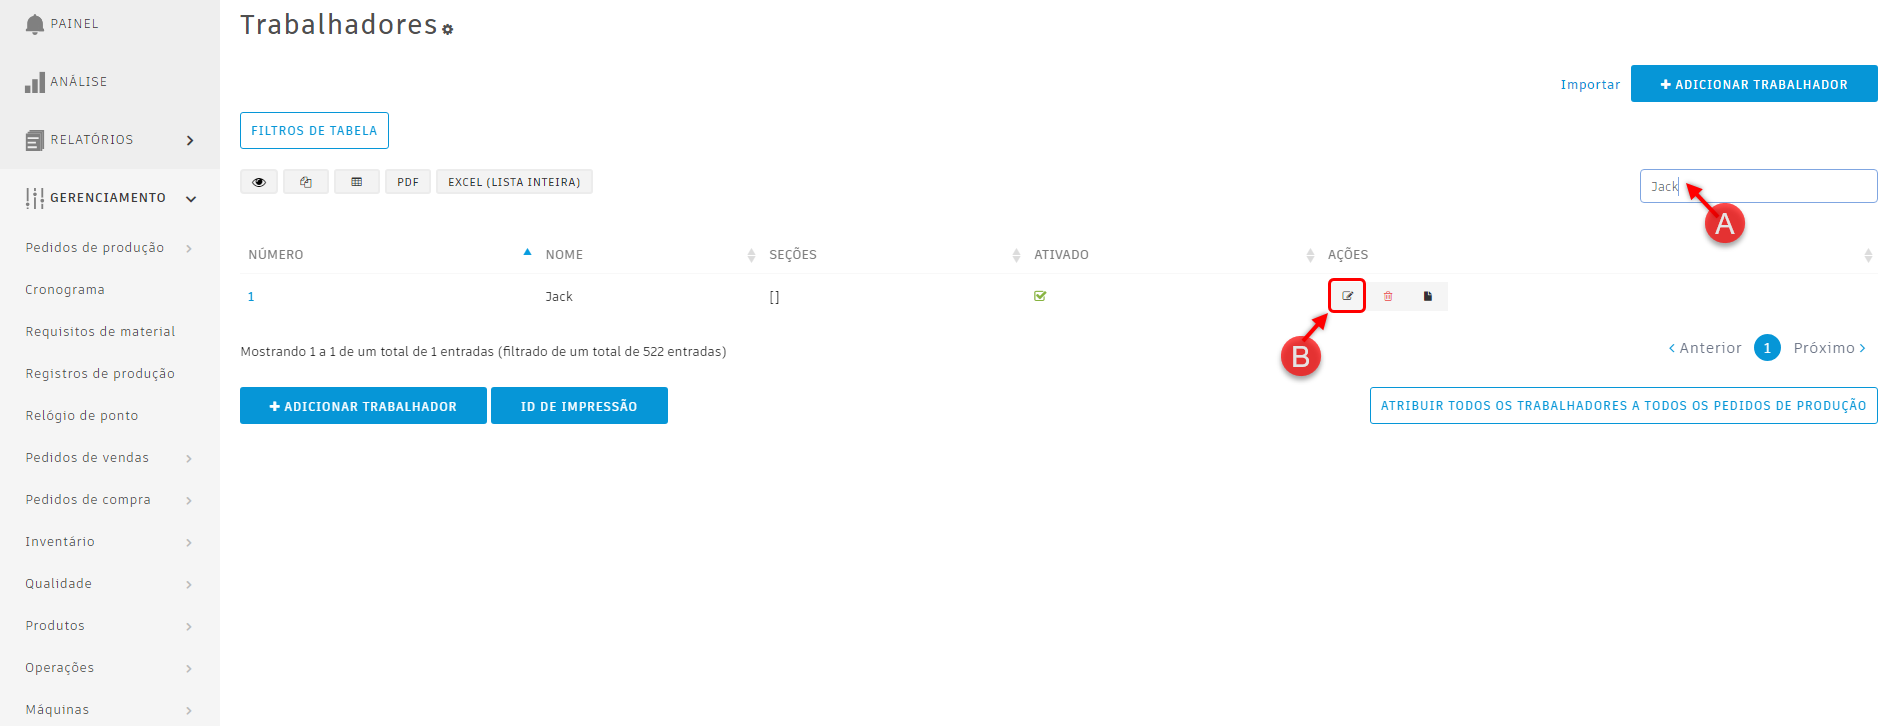 PAINEL
ANÁLISE
RELATÓRIOS
GERENCIAMENTO
Pedidos de produção
Cronograma
Requisitos de material
Registros de produção
Relógio de ponto
Pedidos de vendas
Pedidos de compra
Inventário
Qualidade
Produtos
Operações
Máquinas
Trabalhadores
Importar
+ ADICIONAR TRABALHADOR
FILTROS DE TABELA
PDF EXCEL (LISTA INTEIRA)
Jack
A
NÚMERO NOME SEÇÕES ATIVADO AÇÕES
1 Jack []
B
Mostrando 1 a 1 de um total de 1 entradas (filtrado de um total de 522 entradas)
< Anterior 1 Próximo >
+ ADICIONAR TRABALHADOR ID DE IMPRESSÃO ATRIBUIR TODOS OS TRABALHADORES A TODOS OS PEDIDOS DE PRODUÇÃO